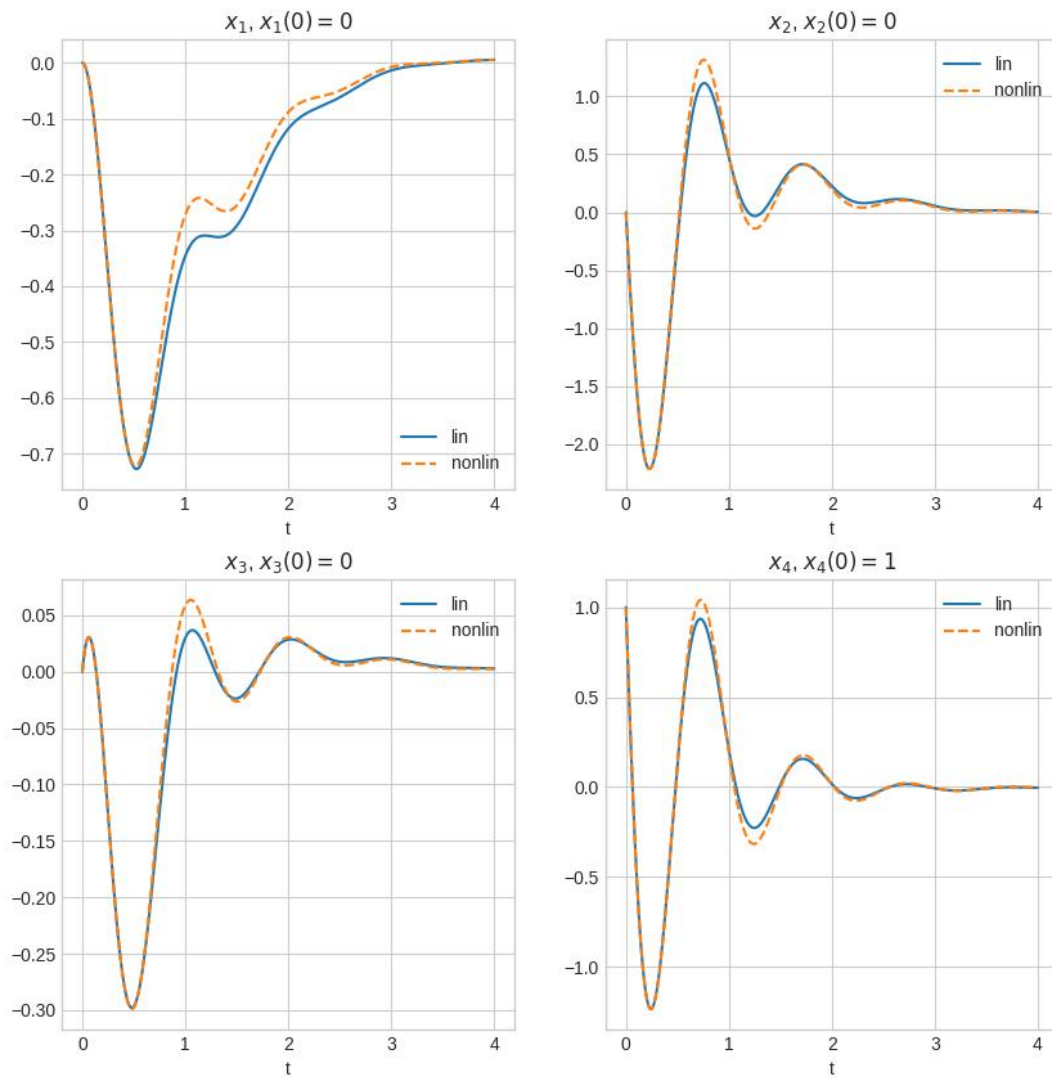 x₁, x₁(0) = 0
0.0
−0.1
−0.2
−0.3
−0.4
−0.5
−0.6
−0.7
lin
nonlin
0 1 2 3 4
t
x₂, x₂(0) = 0
lin
nonlin
1.0
0.5
0.0
−0.5
−1.0
−1.5
−2.0
0 1 2 3 4
t
x₃, x₃(0) = 0
lin
nonlin
0.05
0.00
−0.05
−0.10
−0.15
−0.20
−0.25
−0.30
0 1 2 3 4
t
x₄, x₄(0) = 1
lin
nonlin
1.0
0.5
0.0
−0.5
−1.0
0 1 2 3 4
t